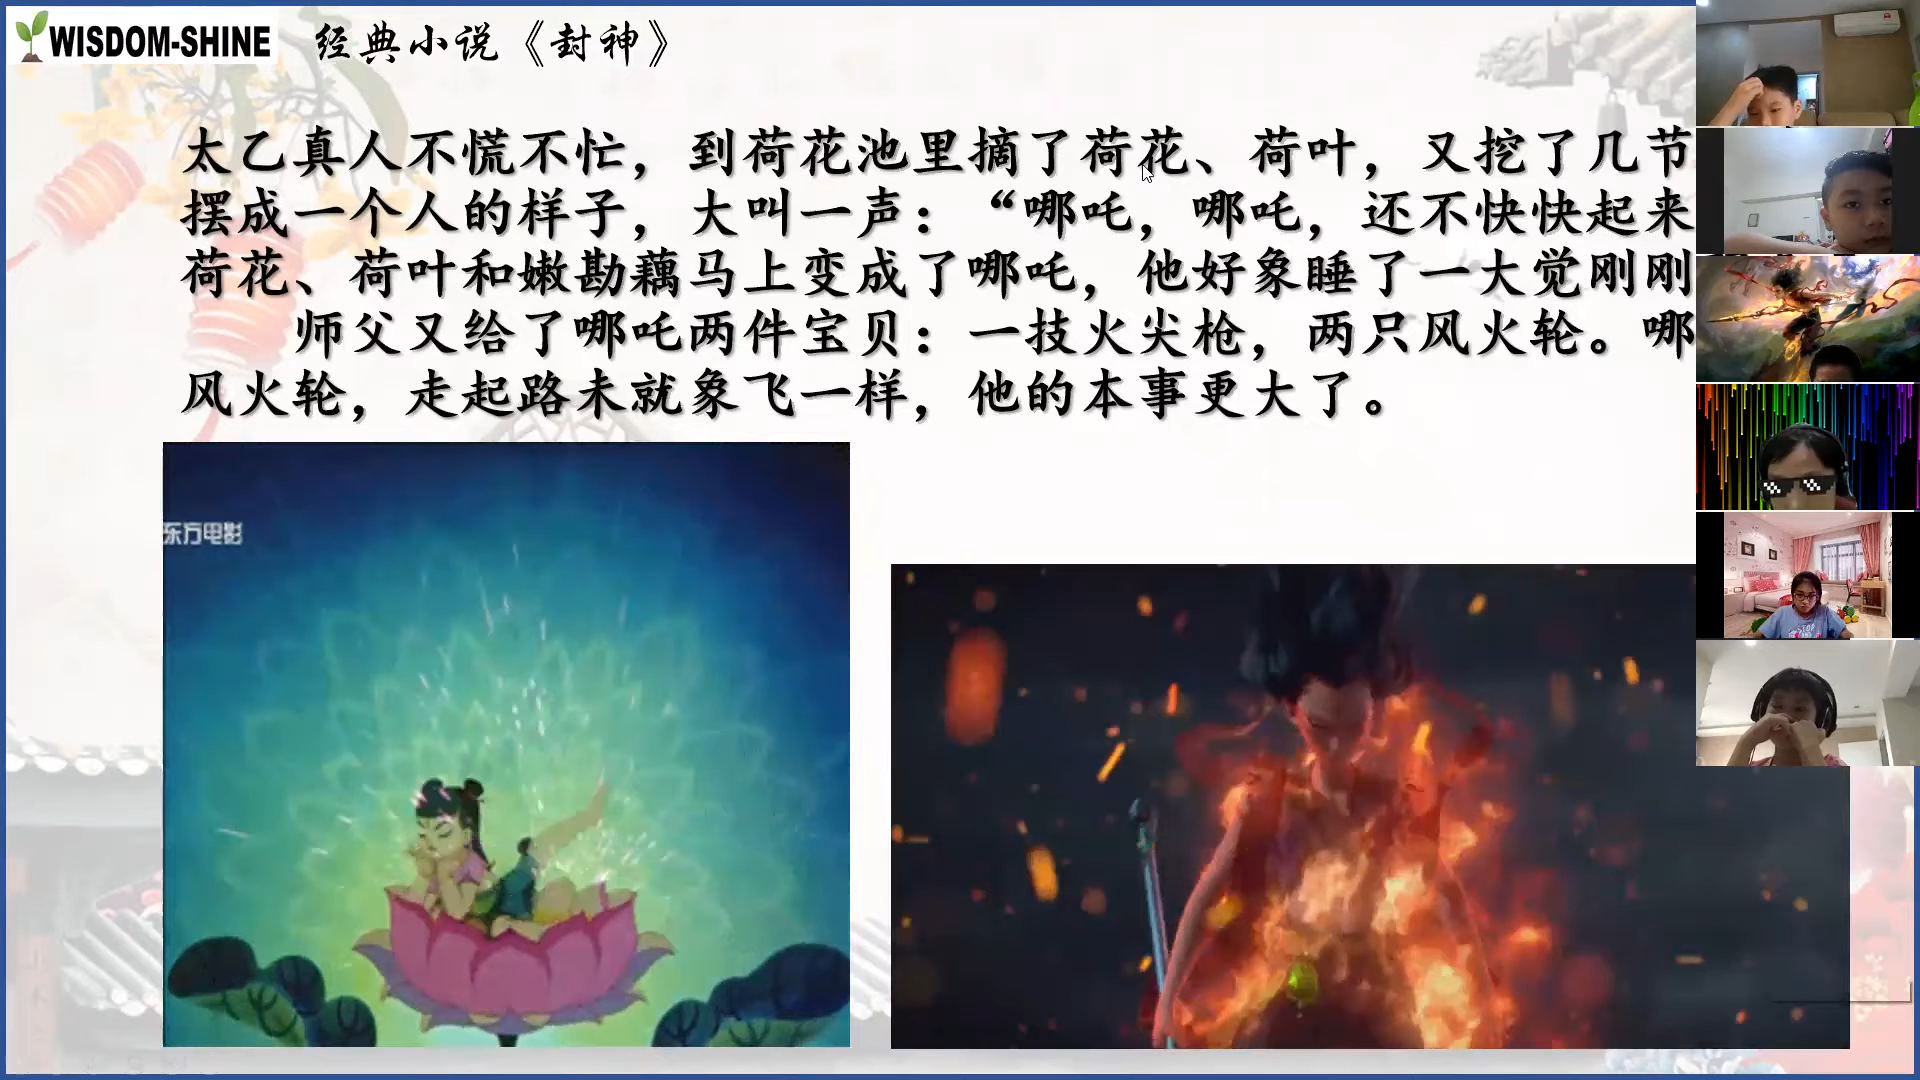 WISDOM-SHINE
经典小说《封神》
太乙真人不慌不忙，到荷花池里摘了荷花、荷叶，又挖了几节
摆成一个人的样子，大叫一声：“哪吒，哪吒，还不快快起来
荷花、荷叶和嫩勘藕马上变成了哪吒，他好象睡了一大觉刚刚
师父又给了哪吒两件宝贝：一技火尖枪，两只风火轮。哪
风火轮，走起路未就象飞一样，他的本事更大了。
东方电影
STOP